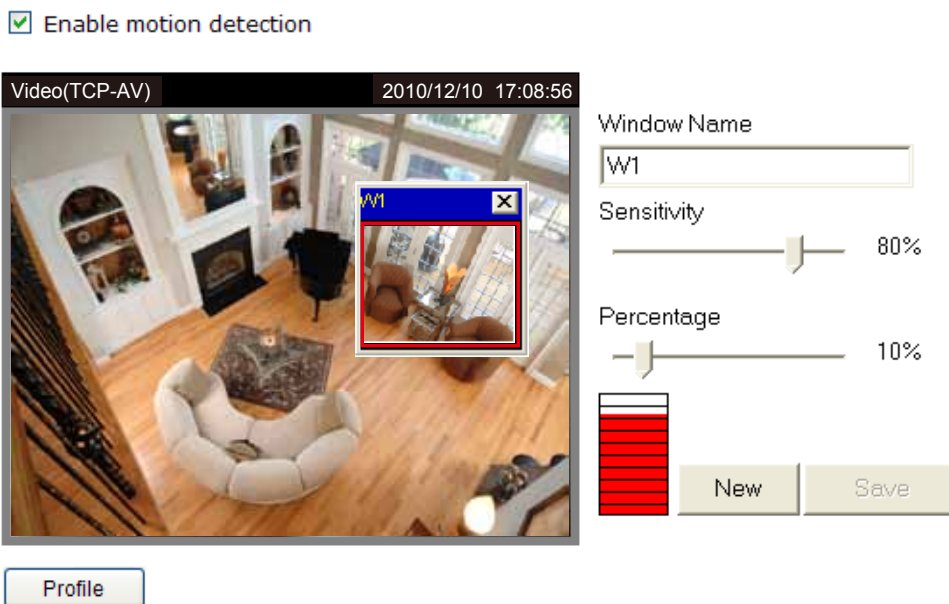 Enable motion detection
Video(TCP-AV) 2010/12/10 17:08:56
Window Name
W1
W1
Sensitivity
80%
Percentage
10%
New
Save
Profile